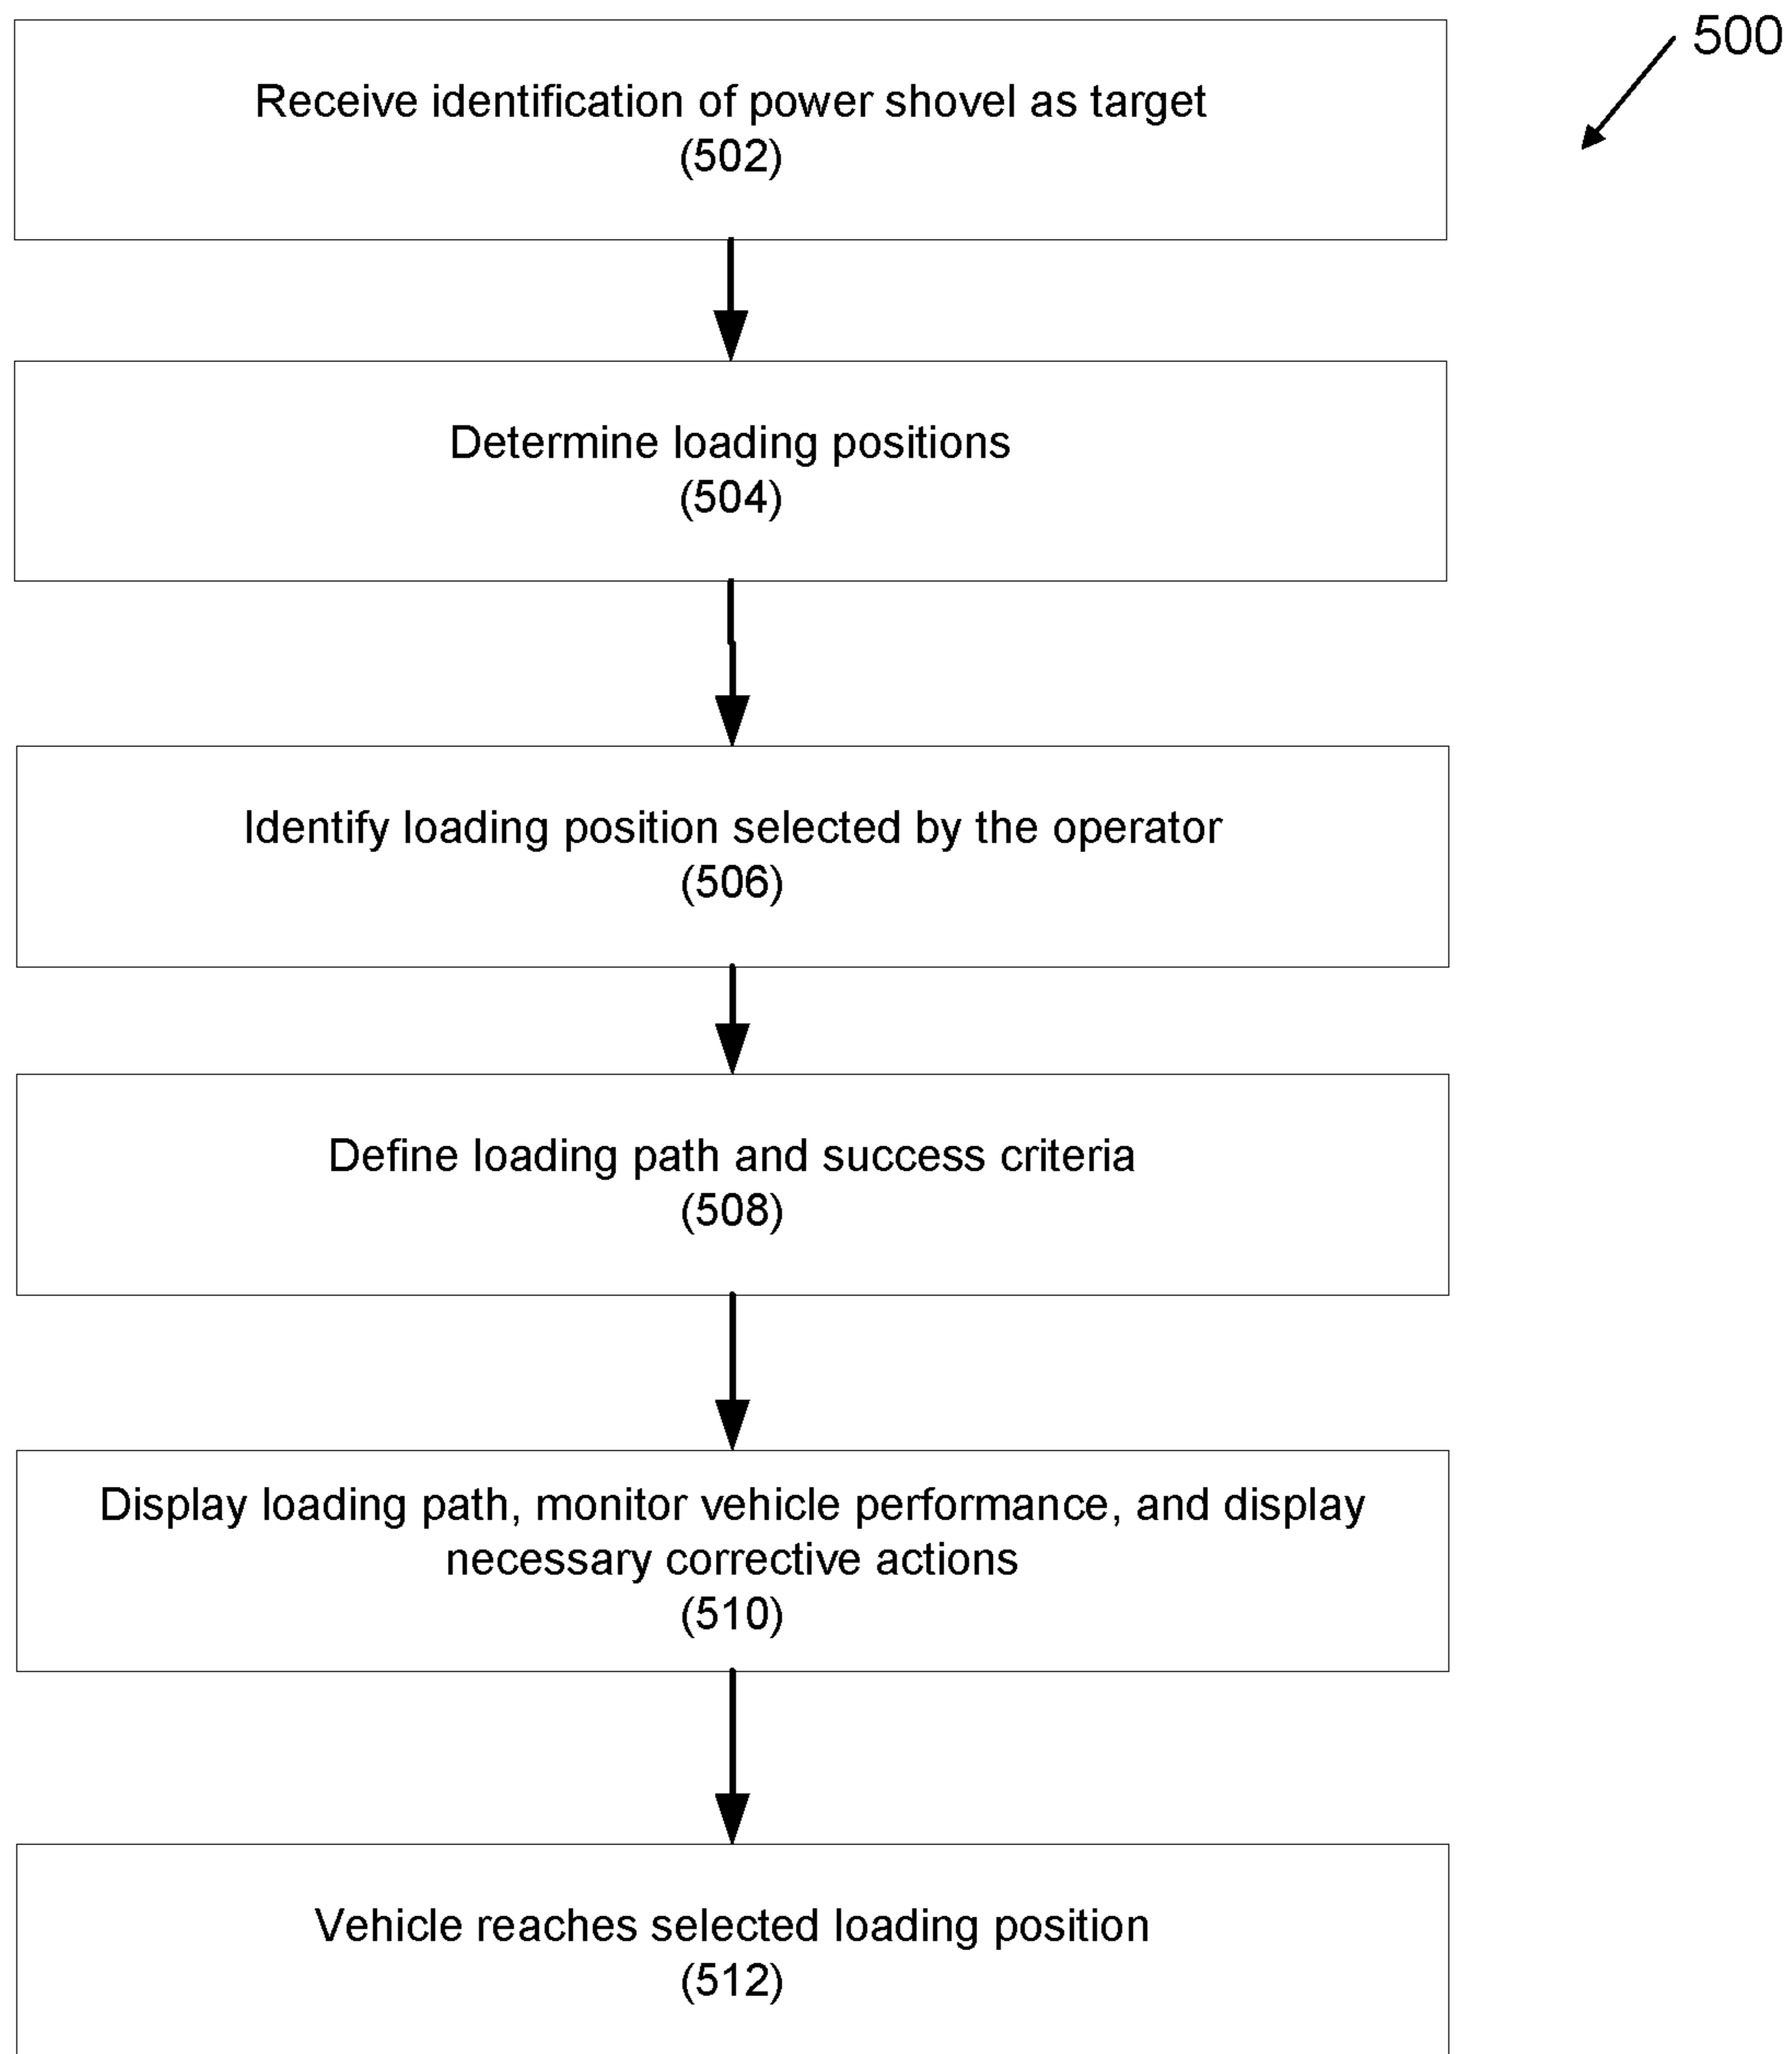 500
Receive identification of power shovel as target
(502)
Determine loading positions
(504)
Identify loading position selected by the operator
(506)
Define loading path and success criteria
(508)
Display loading path, monitor vehicle performance, and display
necessary corrective actions
(510)
Vehicle reaches selected loading position
(512)